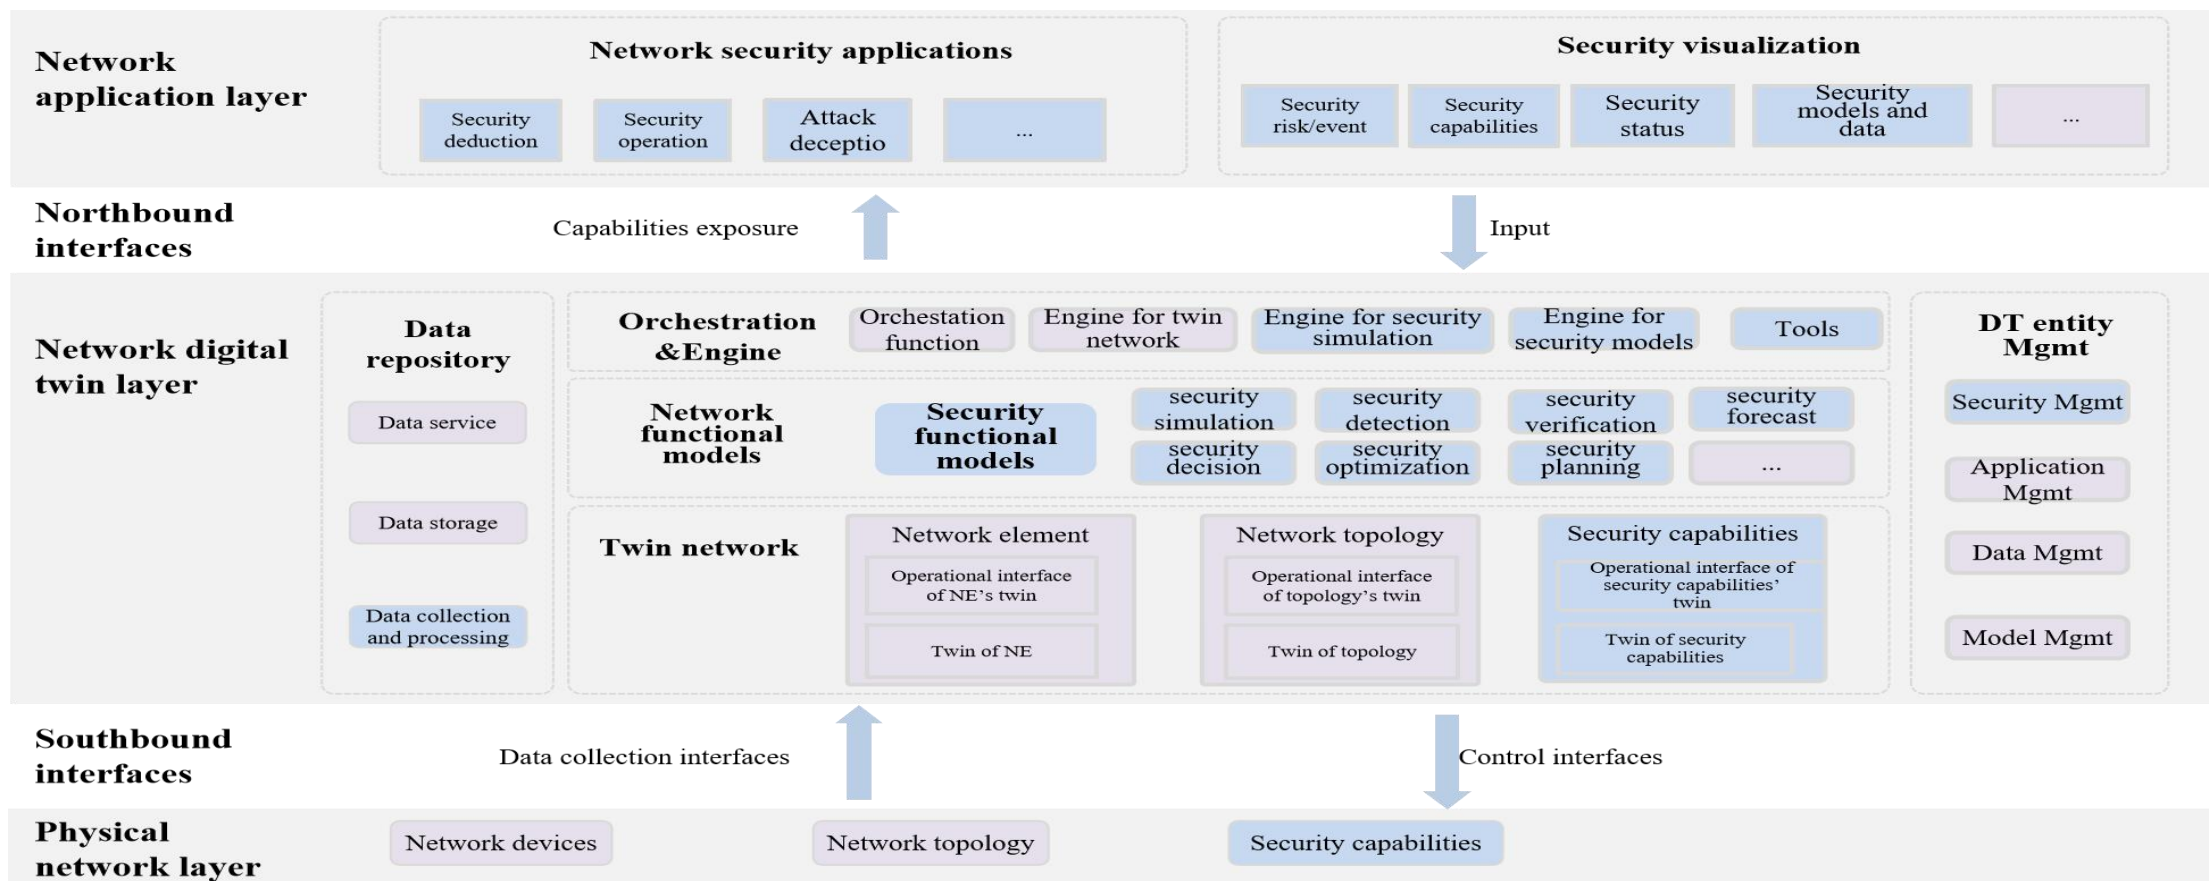 Network
application layer
Network security applications
Security
deduction
Security
operation
Attack
deceptio
...
Security visualization
Security
risk/event
Security
capabilities
Security
status
Security
models and
data
...
Northbound
interfaces
Capabilities exposure
Input
Network digital
twin layer
Data
repository
Data service
Data storage
Data collection
and processing
Orchestration
&Engine
Orchestation
function
Engine for twin
network
Engine for security
simulation
Engine for
security models
Tools
Network
functional
models
Security
functional
models
security
simulation
security
detection
security
verification
security
forecast
security
decision
security
optimization
security
planning
...
Twin network
Network element
Operational interface
of NE's twin
Twin of NE
Network topology
Operational interface
of topology's twin
Twin of topology
Security capabilities
Operational interface of
security capabilities'
twin
Twin of security
capabilities
DT entity
Mgmt
Security Mgmt
Application
Mgmt
Data Mgmt
Model Mgmt
Southbound
interfaces
Data collection interfaces
Control interfaces
Physical
network layer
Network devices
Network topology
Security capabilities